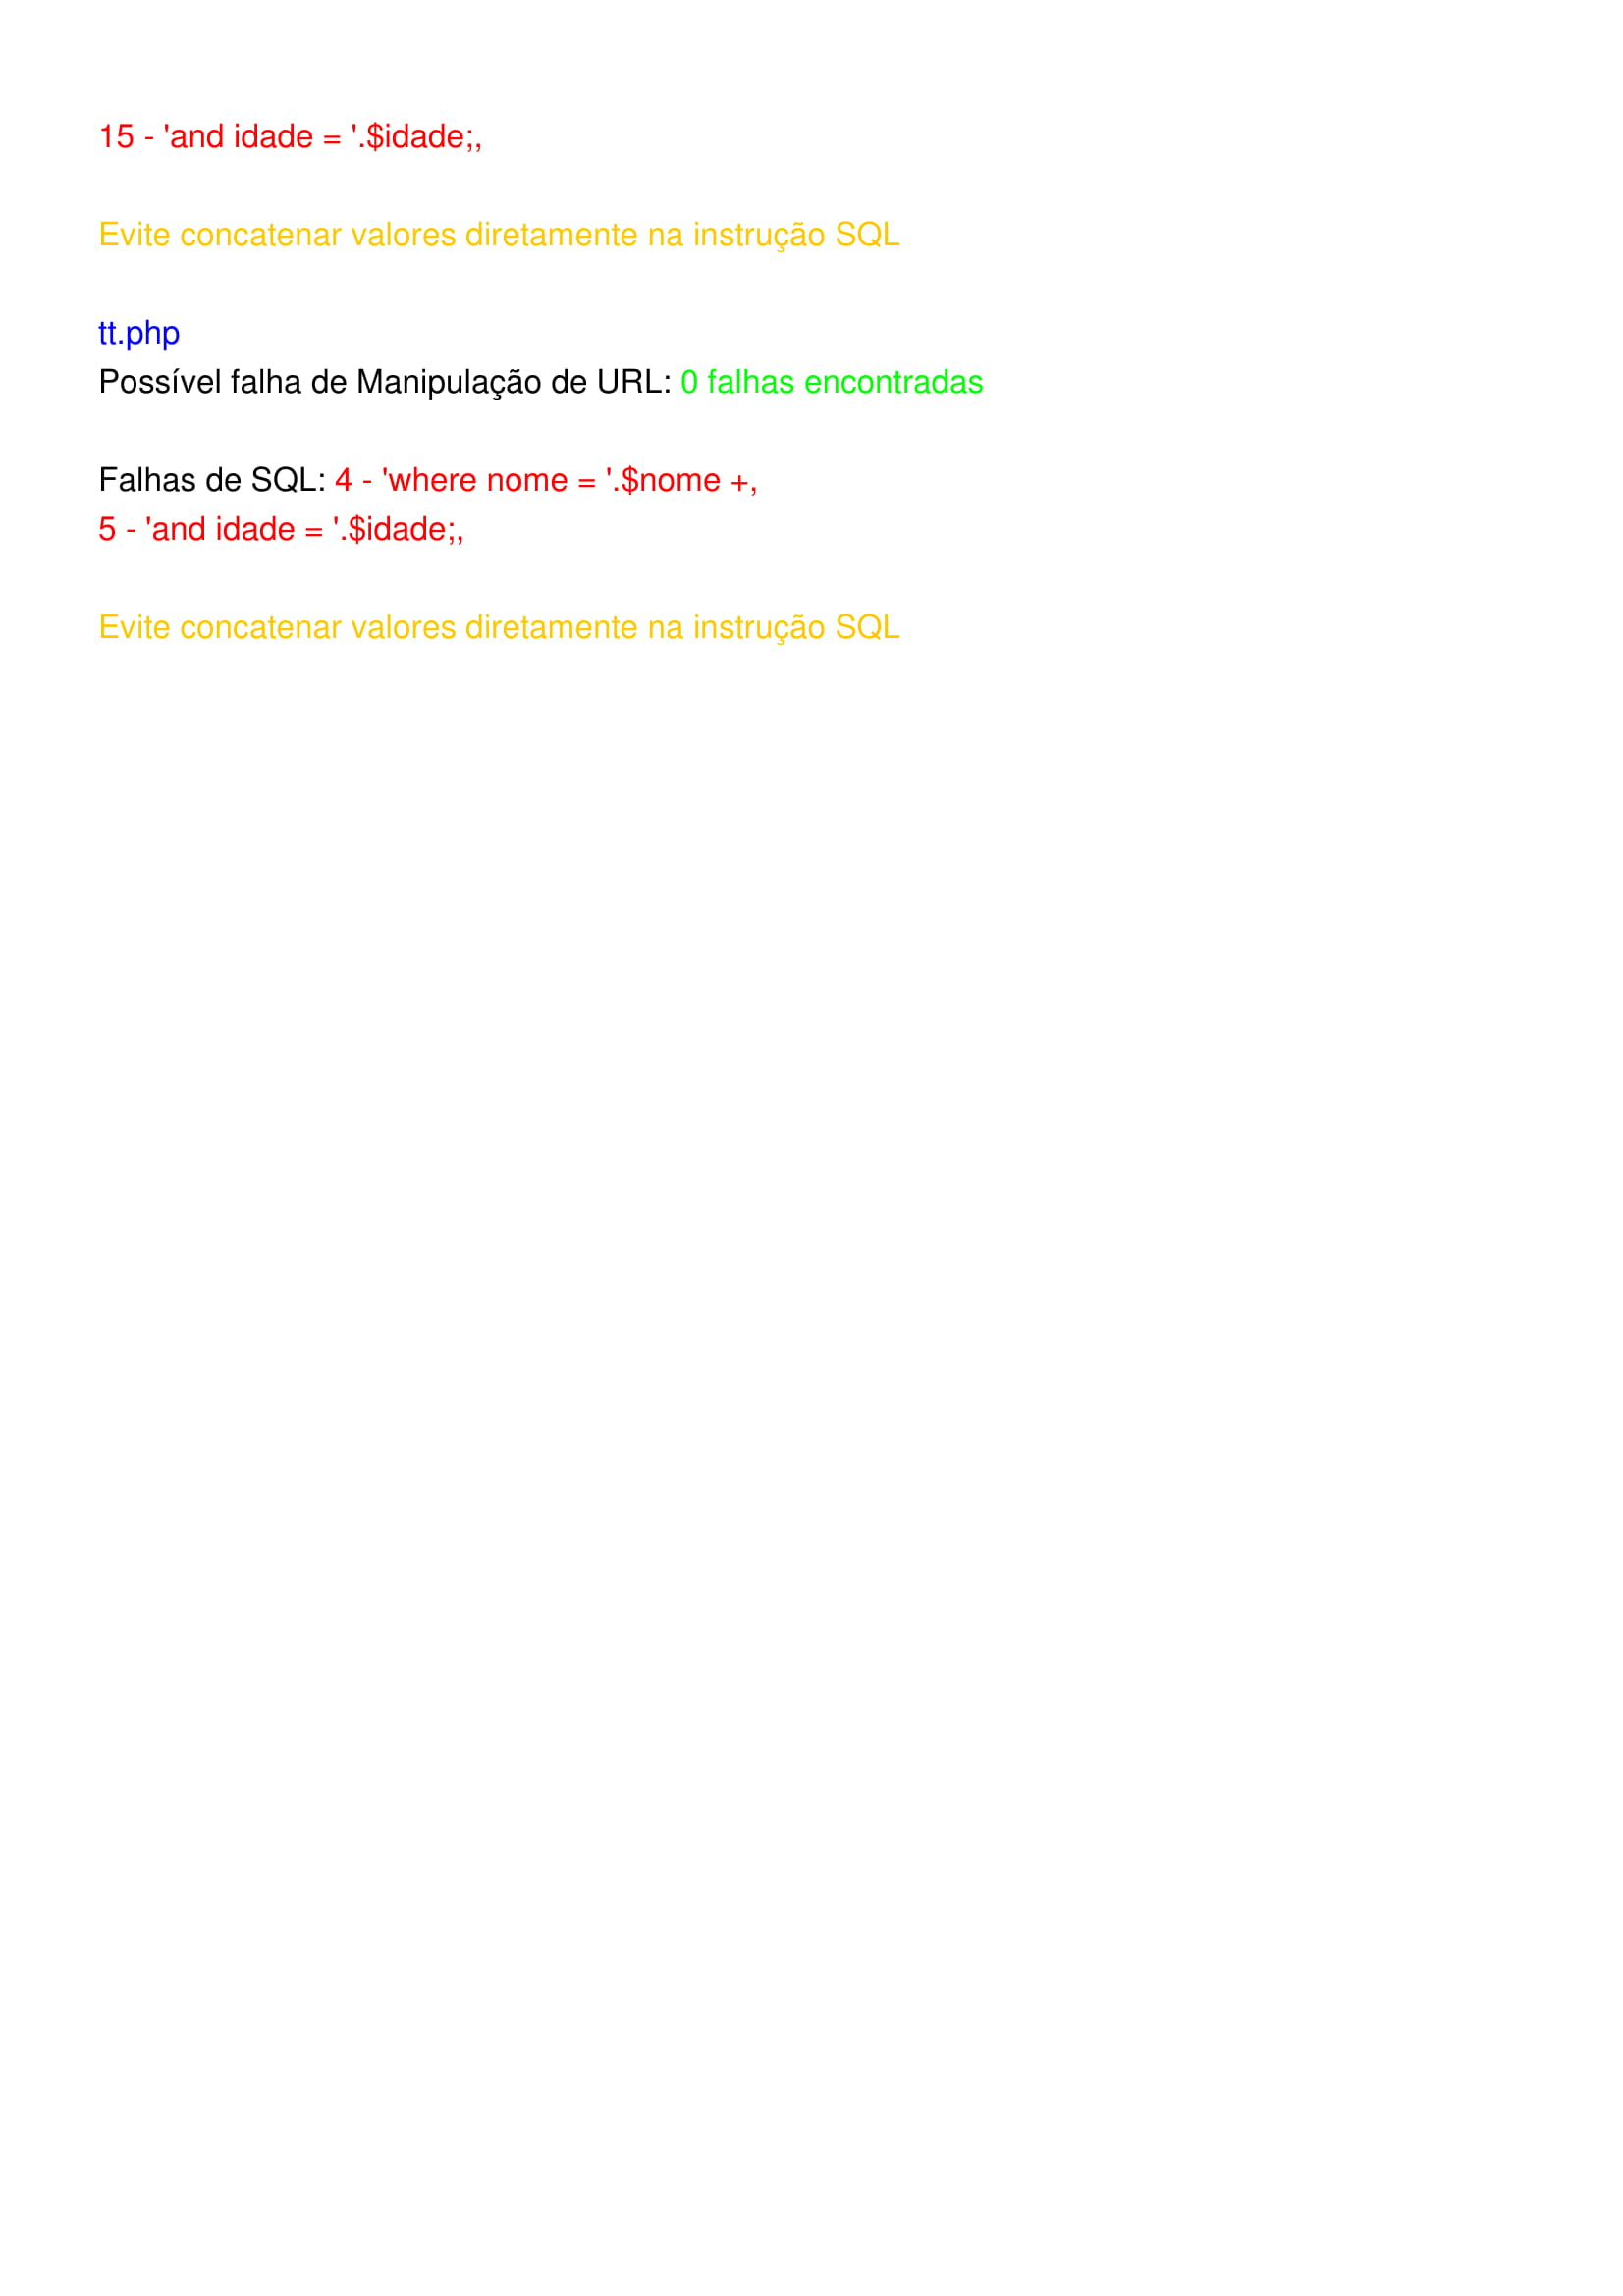 15 - 'and idade = '.$idade;,
Evite concatenar valores diretamente na instrução SQL
tt.php
Possível falha de Manipulação de URL: 0 falhas encontradas
Falhas de SQL: 4 - 'where nome = '.$nome +,
5 - 'and idade = '.$idade;,
Evite concatenar valores diretamente na instrução SQL